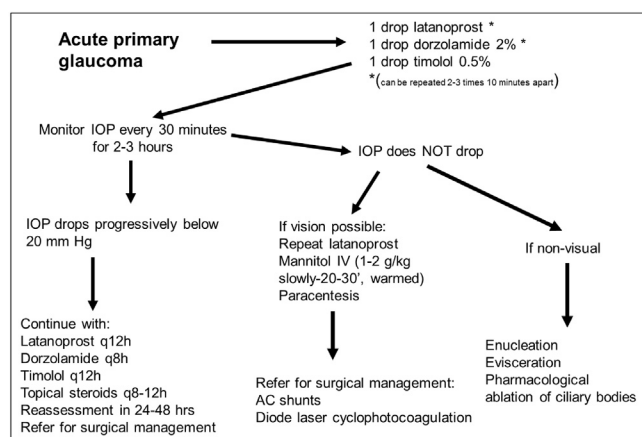 Acute primary
glaucoma
1 drop latanoprost *
1 drop dorzolamide 2% *
1 drop timolol 0.5%
*(can be repeated 2-3 times 10 minutes apart)
Monitor IOP every 30 minutes
for 2-3 hours
IOP does NOT drop
IOP drops progressively below
20 mm Hg
If vision possible:
Repeat latanoprost
Mannitol IV (1-2 g/kg
slowly-20-30’, warmed)
Paracentesis
If non-visual
Continue with:
Latanoprost q12h
Dorzolamide q8h
Timolol q12h
Topical steroids q8-12h
Reassessment in 24-48 hrs
Refer for surgical management
Refer for surgical management:
AC shunts
Diode laser cyclophotocoagulation
Enucleation
Evisceration
Pharmacological
ablation of ciliary bodies